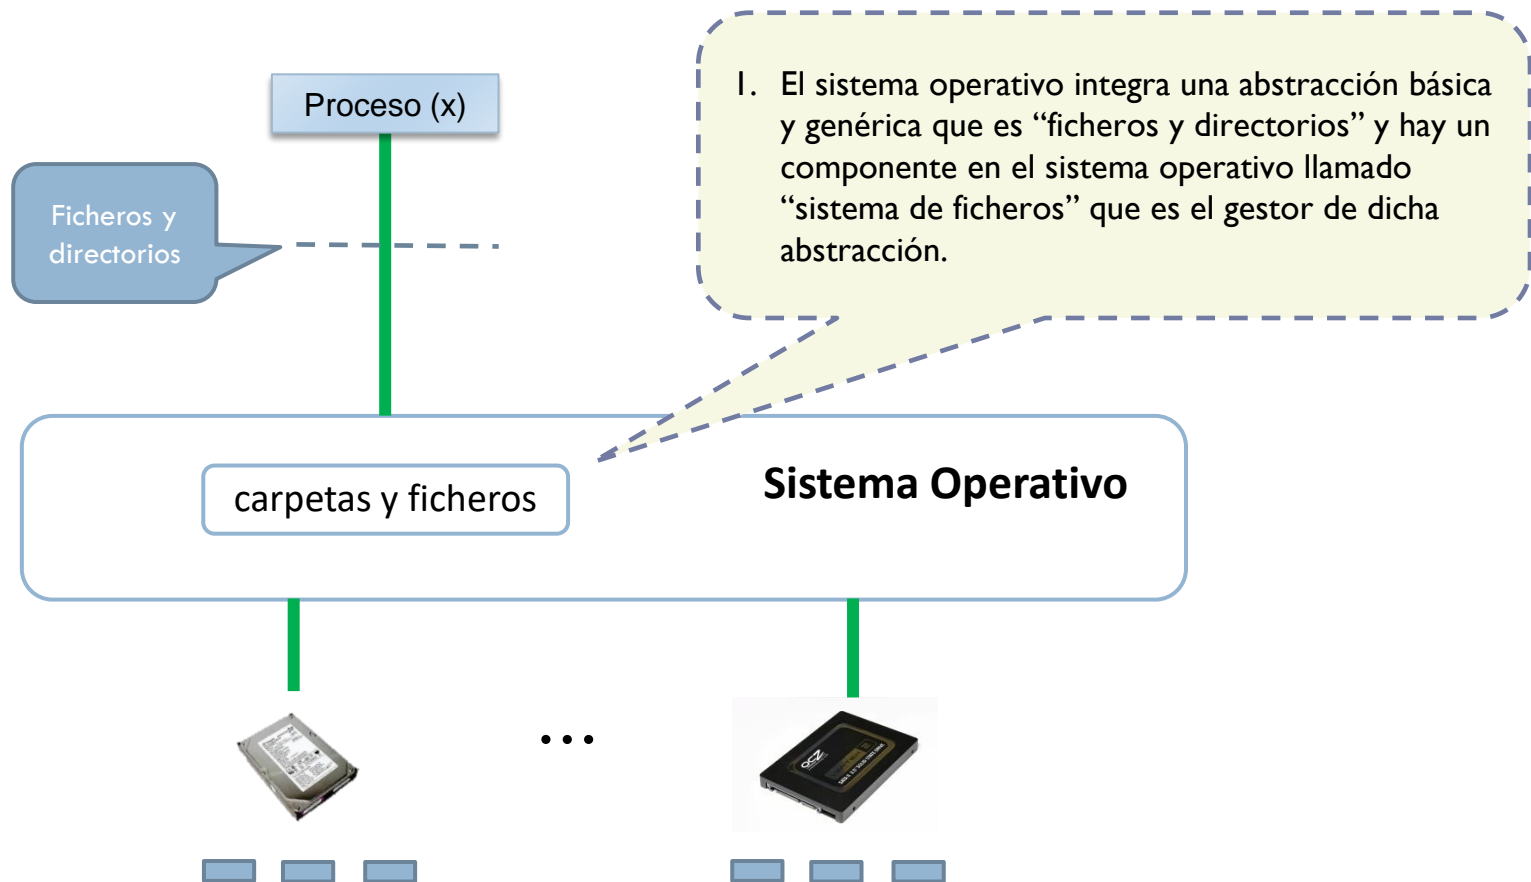 Proceso (x)
1. El sistema operativo integra una abstracción básica
y genérica que es “ficheros y directorios” y hay un
componente en el sistema operativo llamado
“sistema de ficheros” que es el gestor de dicha
abstracción.
Ficheros y
directorios
carpetas y ficheros
Sistema Operativo
...
OCZ